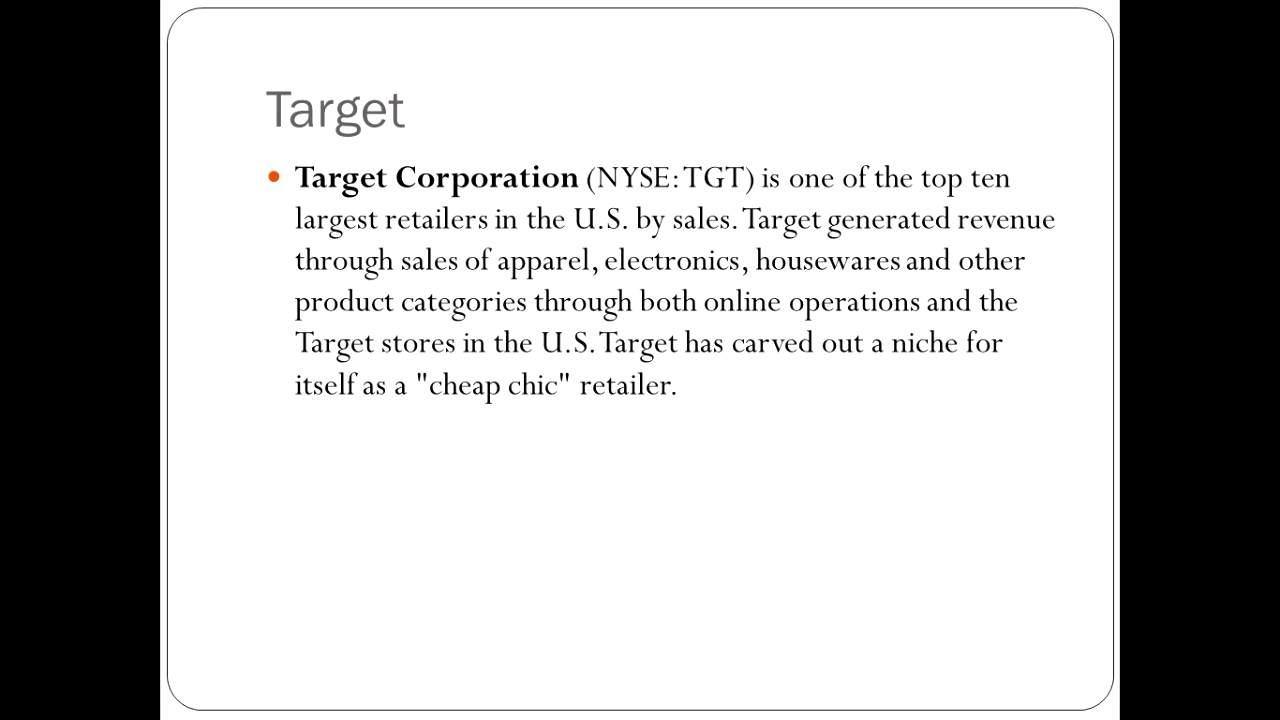 Target
• Target Corporation (NYSE: TGT) is one of the top ten
largest retailers in the U.S. by sales. Target generated revenue
through sales of apparel, electronics, housewares and other
product categories through both online operations and the
Target stores in the U.S. Target has carved out a niche for
itself as a "cheap chic" retailer.